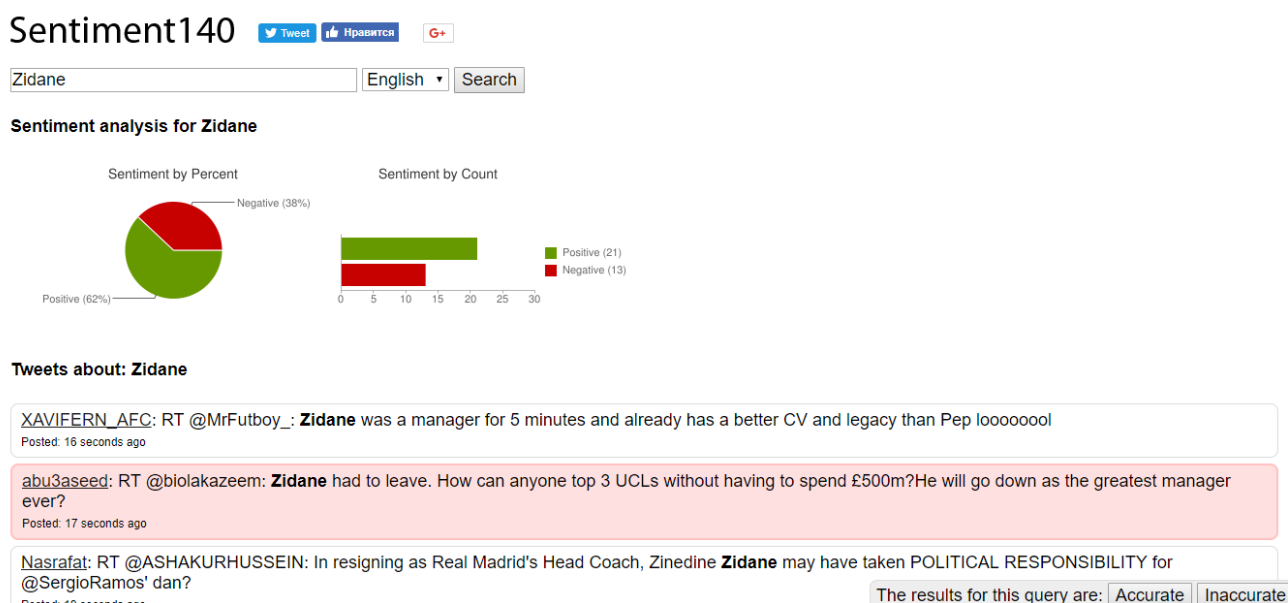 Sentiment140
Tweet
Нравится
G+
Zidane
English
Search
Sentiment analysis for Zidane
Sentiment by Percent
Negative (38%)
Positive (62%)
Sentiment by Count
Positive (21)
Negative (13)
0 5 10 15 20 25 30
Tweets about: Zidane
XAVIFERN_AFC: RT @MrFutboy_: Zidane was a manager for 5 minutes and already has a better CV and legacy than Pep looooooool
Posted: 16 seconds ago
abu3aseed: RT @biolakazeem: Zidane had to leave. How can anyone top 3 UCLs without having to spend £500m?He will go down as the greatest manager
ever?
Posted: 17 seconds ago
Nasrafat: RT @ASHAKURHUSSEIN: In resigning as Real Madrid's Head Coach, Zinedine Zidane may have taken POLITICAL RESPONSIBILITY for
@SergioRamos' dan?
The results for this query are: Accurate Inaccurate